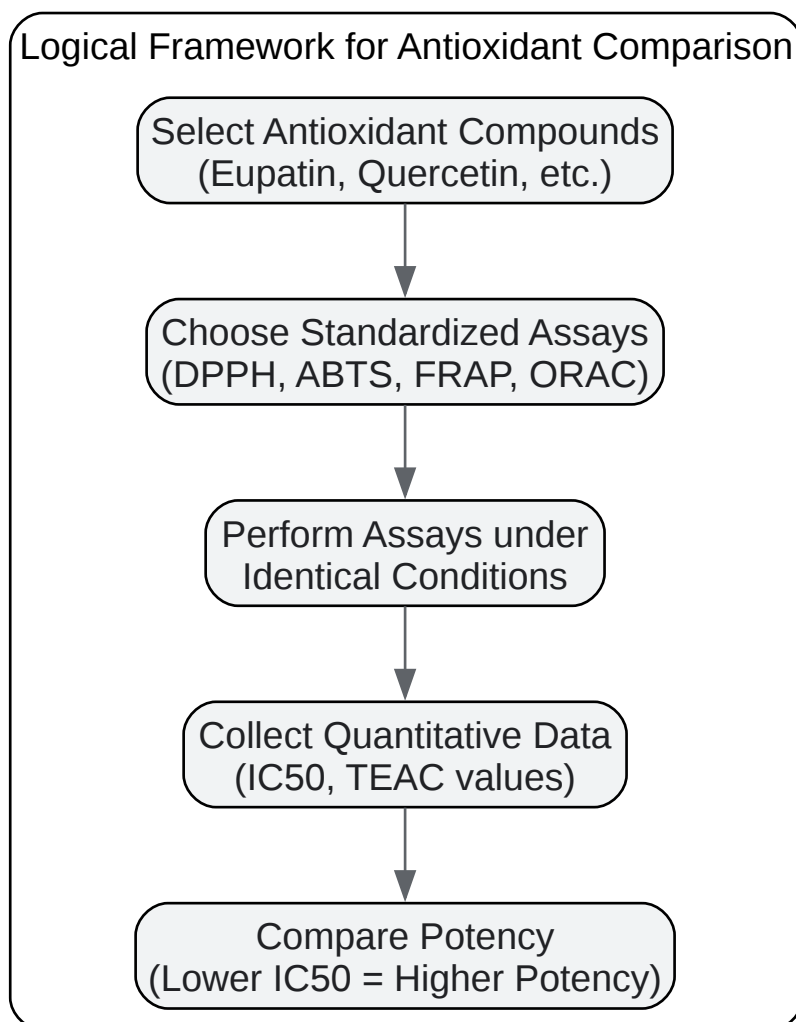 Logical Framework for Antioxidant Comparison
Select Antioxidant Compounds
(Eupatin, Quercetin, etc.)
Choose Standardized Assays
(DPPH, ABTS, FRAP, ORAC)
Perform Assays under
Identical Conditions
Collect Quantitative Data
(IC50, TEAC values)
Compare Potency
(Lower IC50 = Higher Potency)